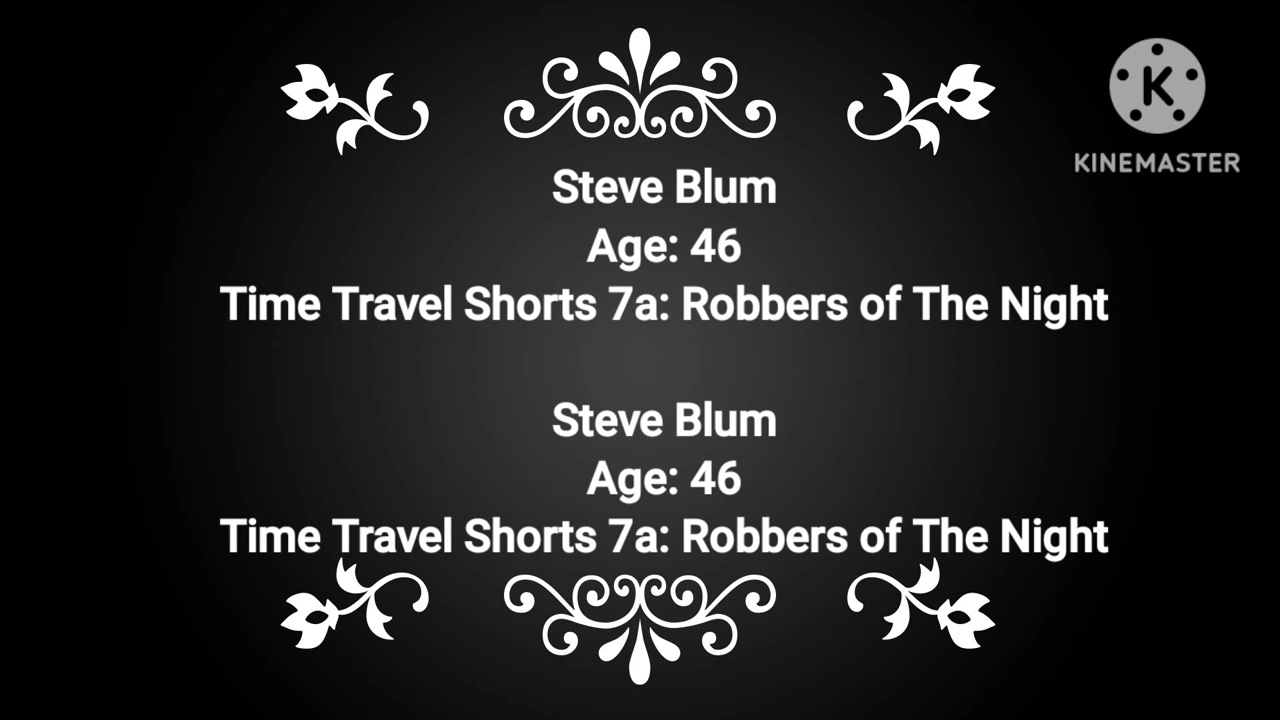 K
KINEMASTER
Steve Blum
Age: 46
Time Travel Shorts 7a: Robbers of The Night
Steve Blum
Age: 46
Time Travel Shorts 7a: Robbers of The Night